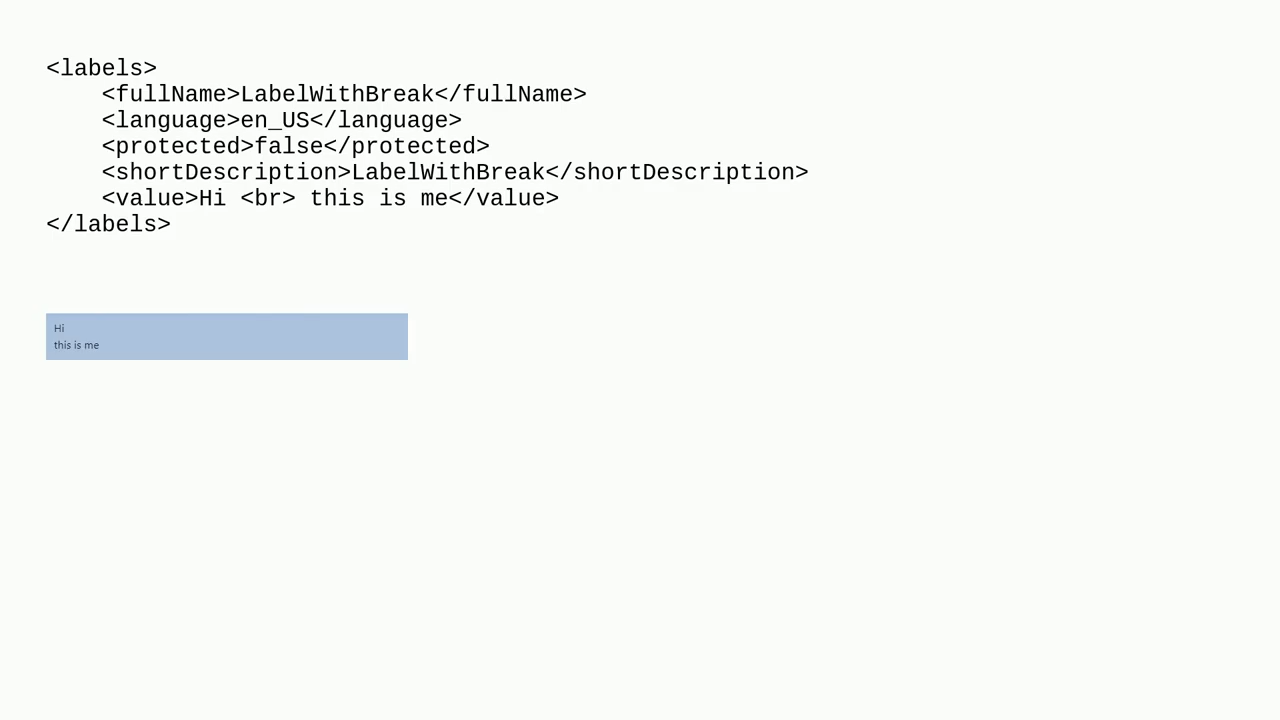 <labels>
<fullName>LabelWithBreak</fullName>
<language>en_US</language>
<protected>false</protected>
<shortDescription>LabelWithBreak</shortDescription>
<value>Hi <br> this is me</value>
</labels>
Hi
this is me